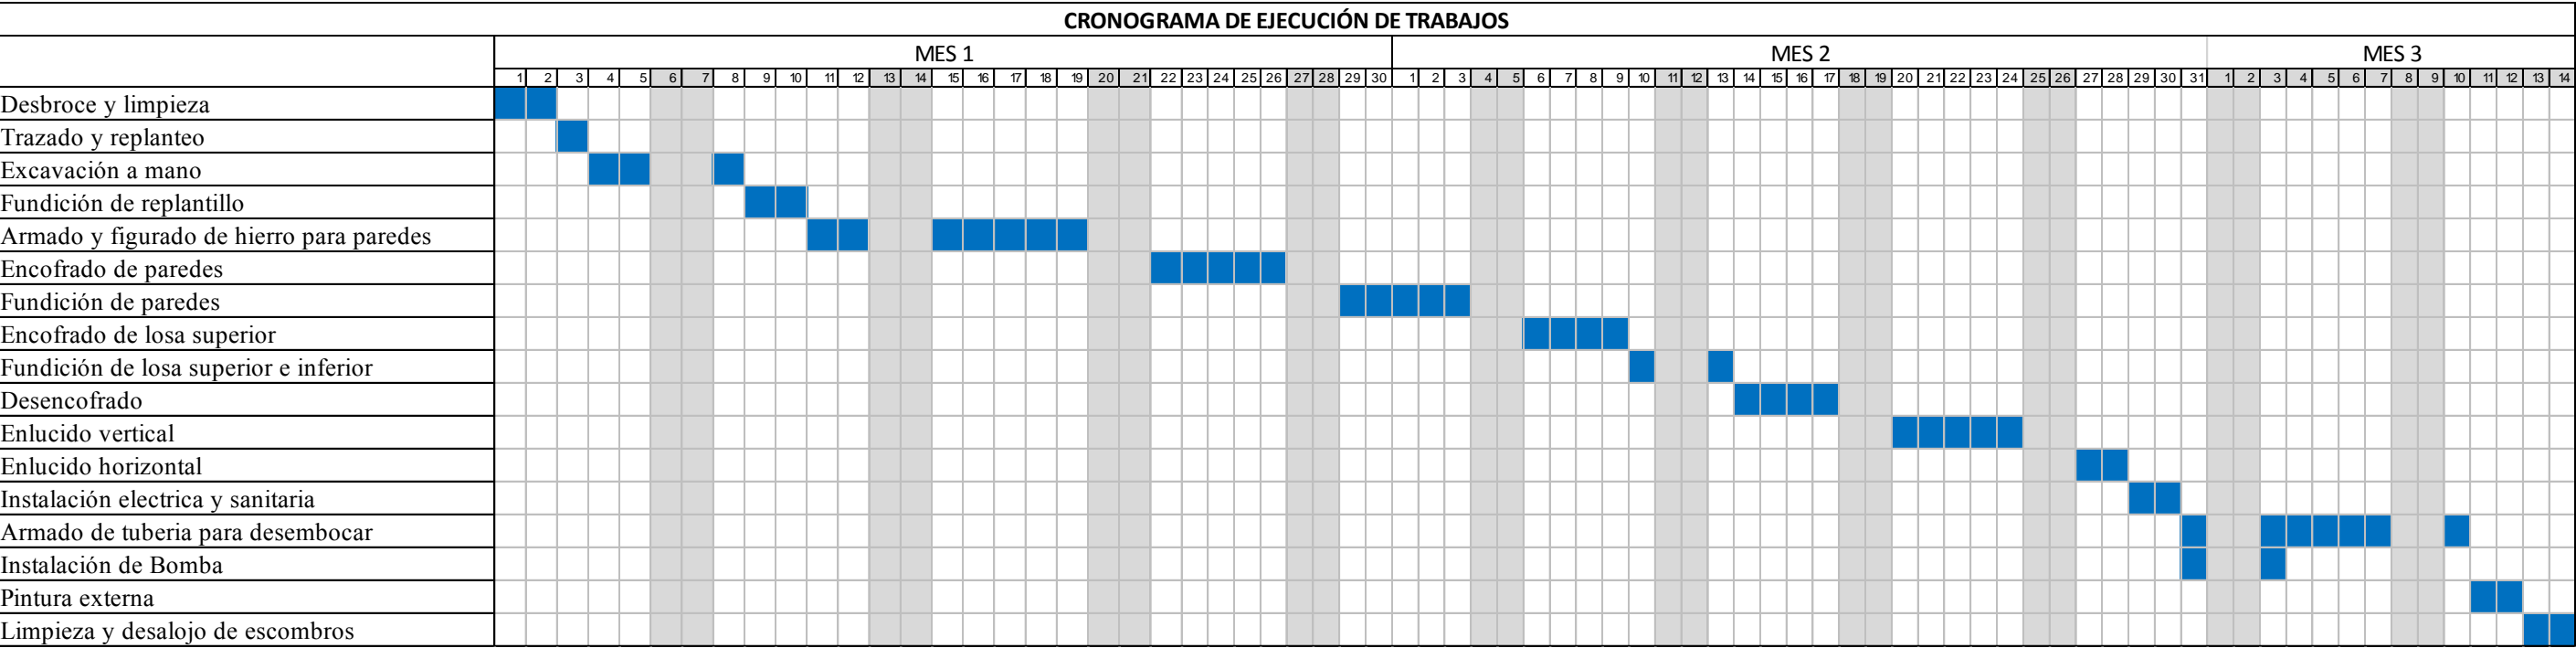 CRONOGRAMA DE EJECUCIÓN DE TRABAJOS
MES 1 MES 2 MES 3
1 2 3 4 5 6 7 8 9 10 11 12 13 14 15 16 17 18 19 20 21 22 23 24 25 26 27 28 29 30 1 2 3 4 5 6 7 8 9 10 11 12 13 14 15 16 17 18 19 20 21 22 23 24 25 26 27 28 29 30 31 1 2 3 4 5 6 7 8 9 10 11 12 13 14
Desbroce y limpieza
Trazado y replanteo
Excavación a mano
Fundición de replantillo
Armado y figurado de hierro para paredes
Encofrado de paredes
Fundición de paredes
Encofrado de losa superior
Fundición de losa superior e inferior
Desencofrado
Enlucido vertical
Enlucido horizontal
Instalación electrica y sanitaria
Armado de tuberia para desembocar
Instalación de Bomba
Pintura externa
Limpieza y desalojo de escombros